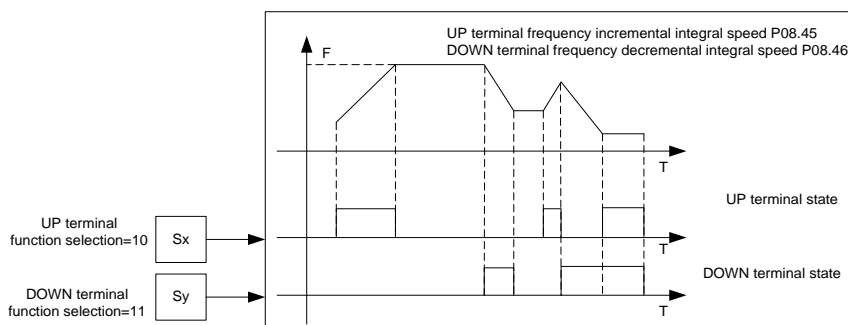 UP terminal frequency incremental integral speed P08.45
DOWN terminal frequency decremental integral speed P08.46
F
T
UP terminal state
UP terminal
function selection=10
Sx
T
DOWN terminal state
DOWN terminal
function selection=11
Sy
T